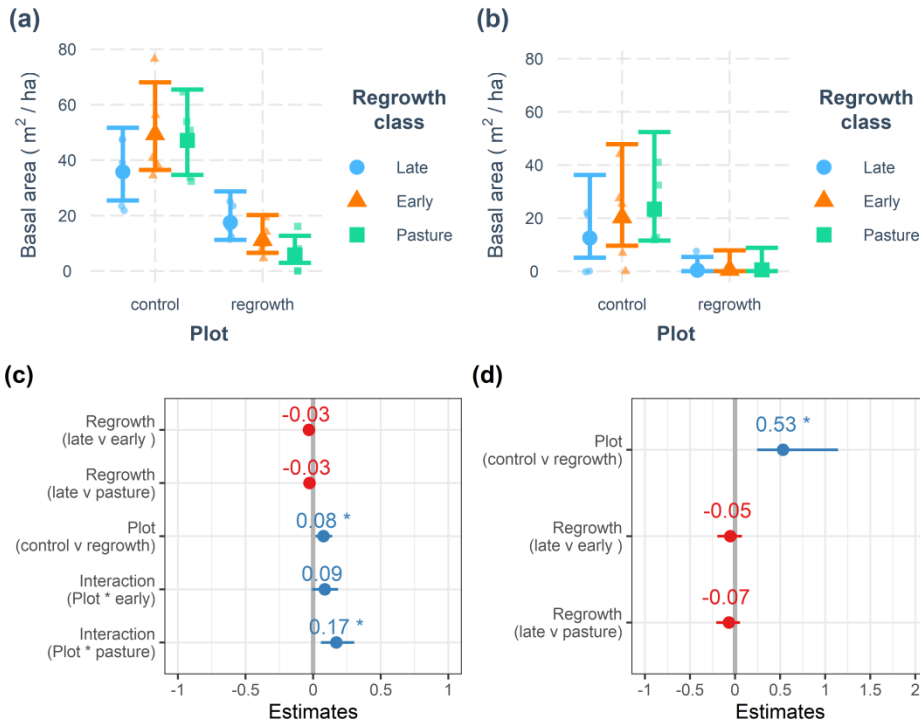 (a)
(b)
Basal area ( m2 / ha)
80
60
40
20
0
control
regrowth
Plot
Regrowth
class
Late
Early
Pasture
Basal area ( m2 / ha)
80
60
40
20
0
control
regrowth
Plot
Regrowth
class
Late
Early
Pasture
(c)
Regrowth
(late v early )
Regrowth
(late v pasture)
Plot
(control v regrowth)
Interaction
(Plot * early)
Interaction
(Plot * pasture)
-0.03
-0.03
0.08 *
0.09
0.17 *
-1
-0.5
0
0.5
1
Estimates
(d)
Plot
(control v regrowth)
Regrowth
(late v early )
Regrowth
(late v pasture)
0.53 *
-0.05
-0.07
-1
-0.5
0
0.5
1
1.5
2
Estimates